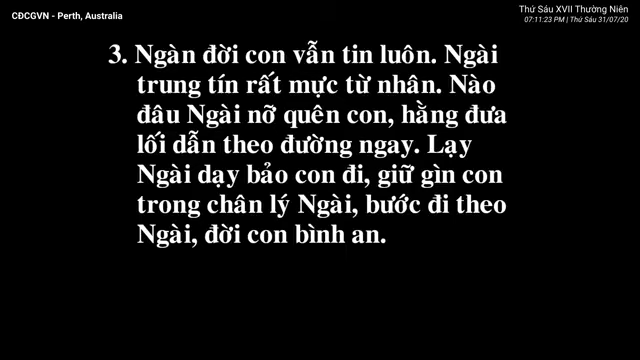 CĐCGVN - Perth, Australia
Thứ Sáu XVII Thường Niên
07:11:23 PM | Thứ Sáu 31/07/20
3. Ngàn đời con vẫn tin luôn. Ngài
trung tín rất mực từ nhân. Nào
đâu Ngài nỡ quên con, hằng đưa
lối dẫn theo đường ngay. Lạy
Ngài dạy bảo con đi, giữ gìn con
trong chân lý Ngài, bước đi theo
Ngài, đời con bình an.